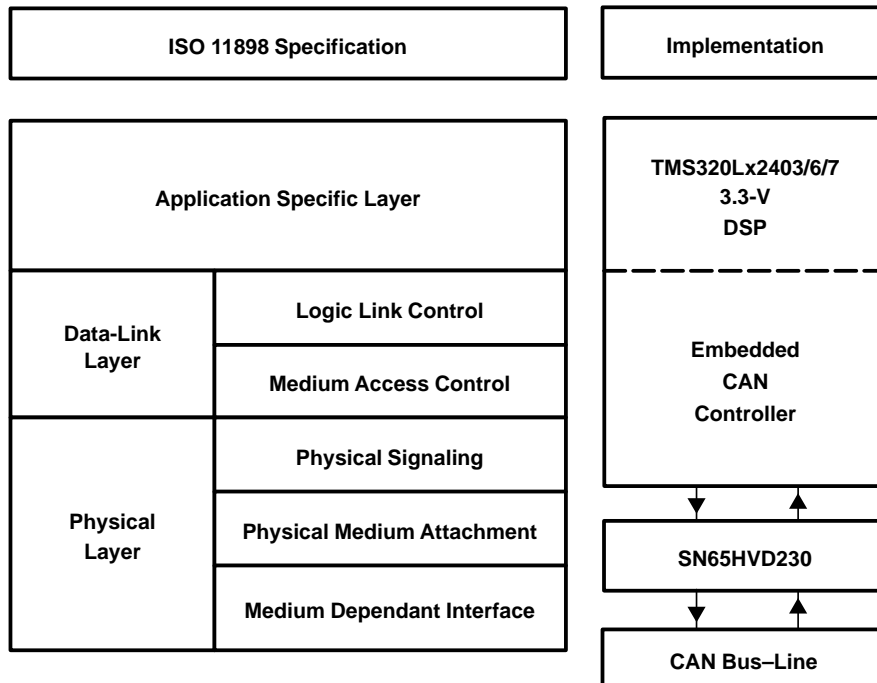 ISO 11898 Specification
Implementation
Application Specific Layer
TMS320Lx2403/6/7
3.3-V
DSP
Data-Link
Layer
Logic Link Control
Medium Access Control
Embedded
CAN
Controller
Physical
Layer
Physical Signaling
Physical Medium Attachment
Medium Dependant Interface
SN65HVD230
CAN Bus–Line